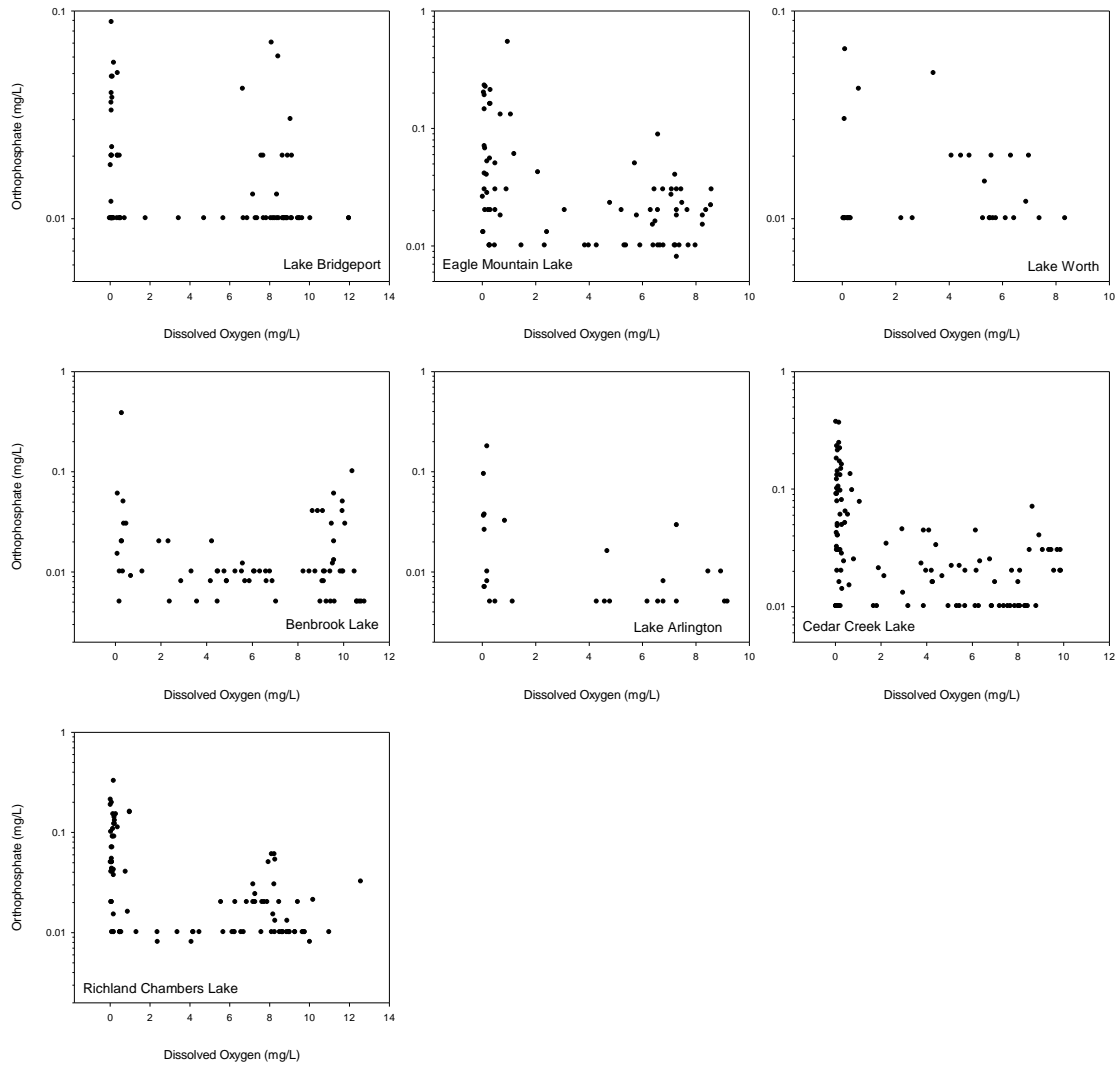 0.1
0.01
0 2 4 6 8 10 12 14
Orthophosphate (mg/L)
Lake Bridgeport
Dissolved Oxygen (mg/L)
1
0.1
0.01
0 2 4 6 8 10
Eagle Mountain Lake
Dissolved Oxygen (mg/L)
0.1
0.01
0 2 4 6 8 10
Lake Worth
Dissolved Oxygen (mg/L)
1
0.1
0.01
0 2 4 6 8 10 12
Orthophosphate (mg/L)
Benbrook Lake
Dissolved Oxygen (mg/L)
1
0.1
0.01
0 2 4 6 8 10
Lake Arlington
Dissolved Oxygen (mg/L)
1
0.1
0.01
0 2 4 6 8 10 12
Cedar Creek Lake
Dissolved Oxygen (mg/L)
1
0.1
0.01
0 2 4 6 8 10 12 14
Orthophosphate (mg/L)
Richland Chambers Lake
Dissolved Oxygen (mg/L)